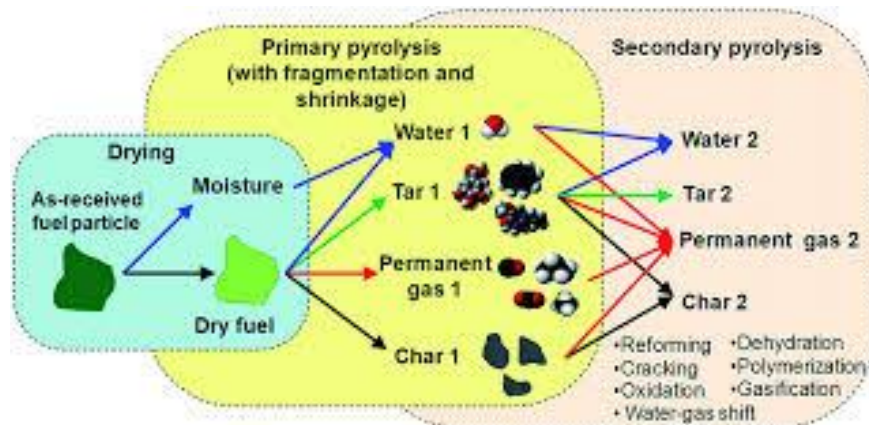 Primary pyrolysis
(with fragmentation and
shrinkage)
Secondary pyrolysis
Drying
As-received
fuel particle
Moisture
Dry fuel
Water 1
Tar 1
Permanent
gas 1
Char 1
Water 2
Tar 2
Permanent gas 2
Char 2
•Reforming •Dehydration
•Cracking •Polymerization
•Oxidation •Gasification
•Water-gas shift